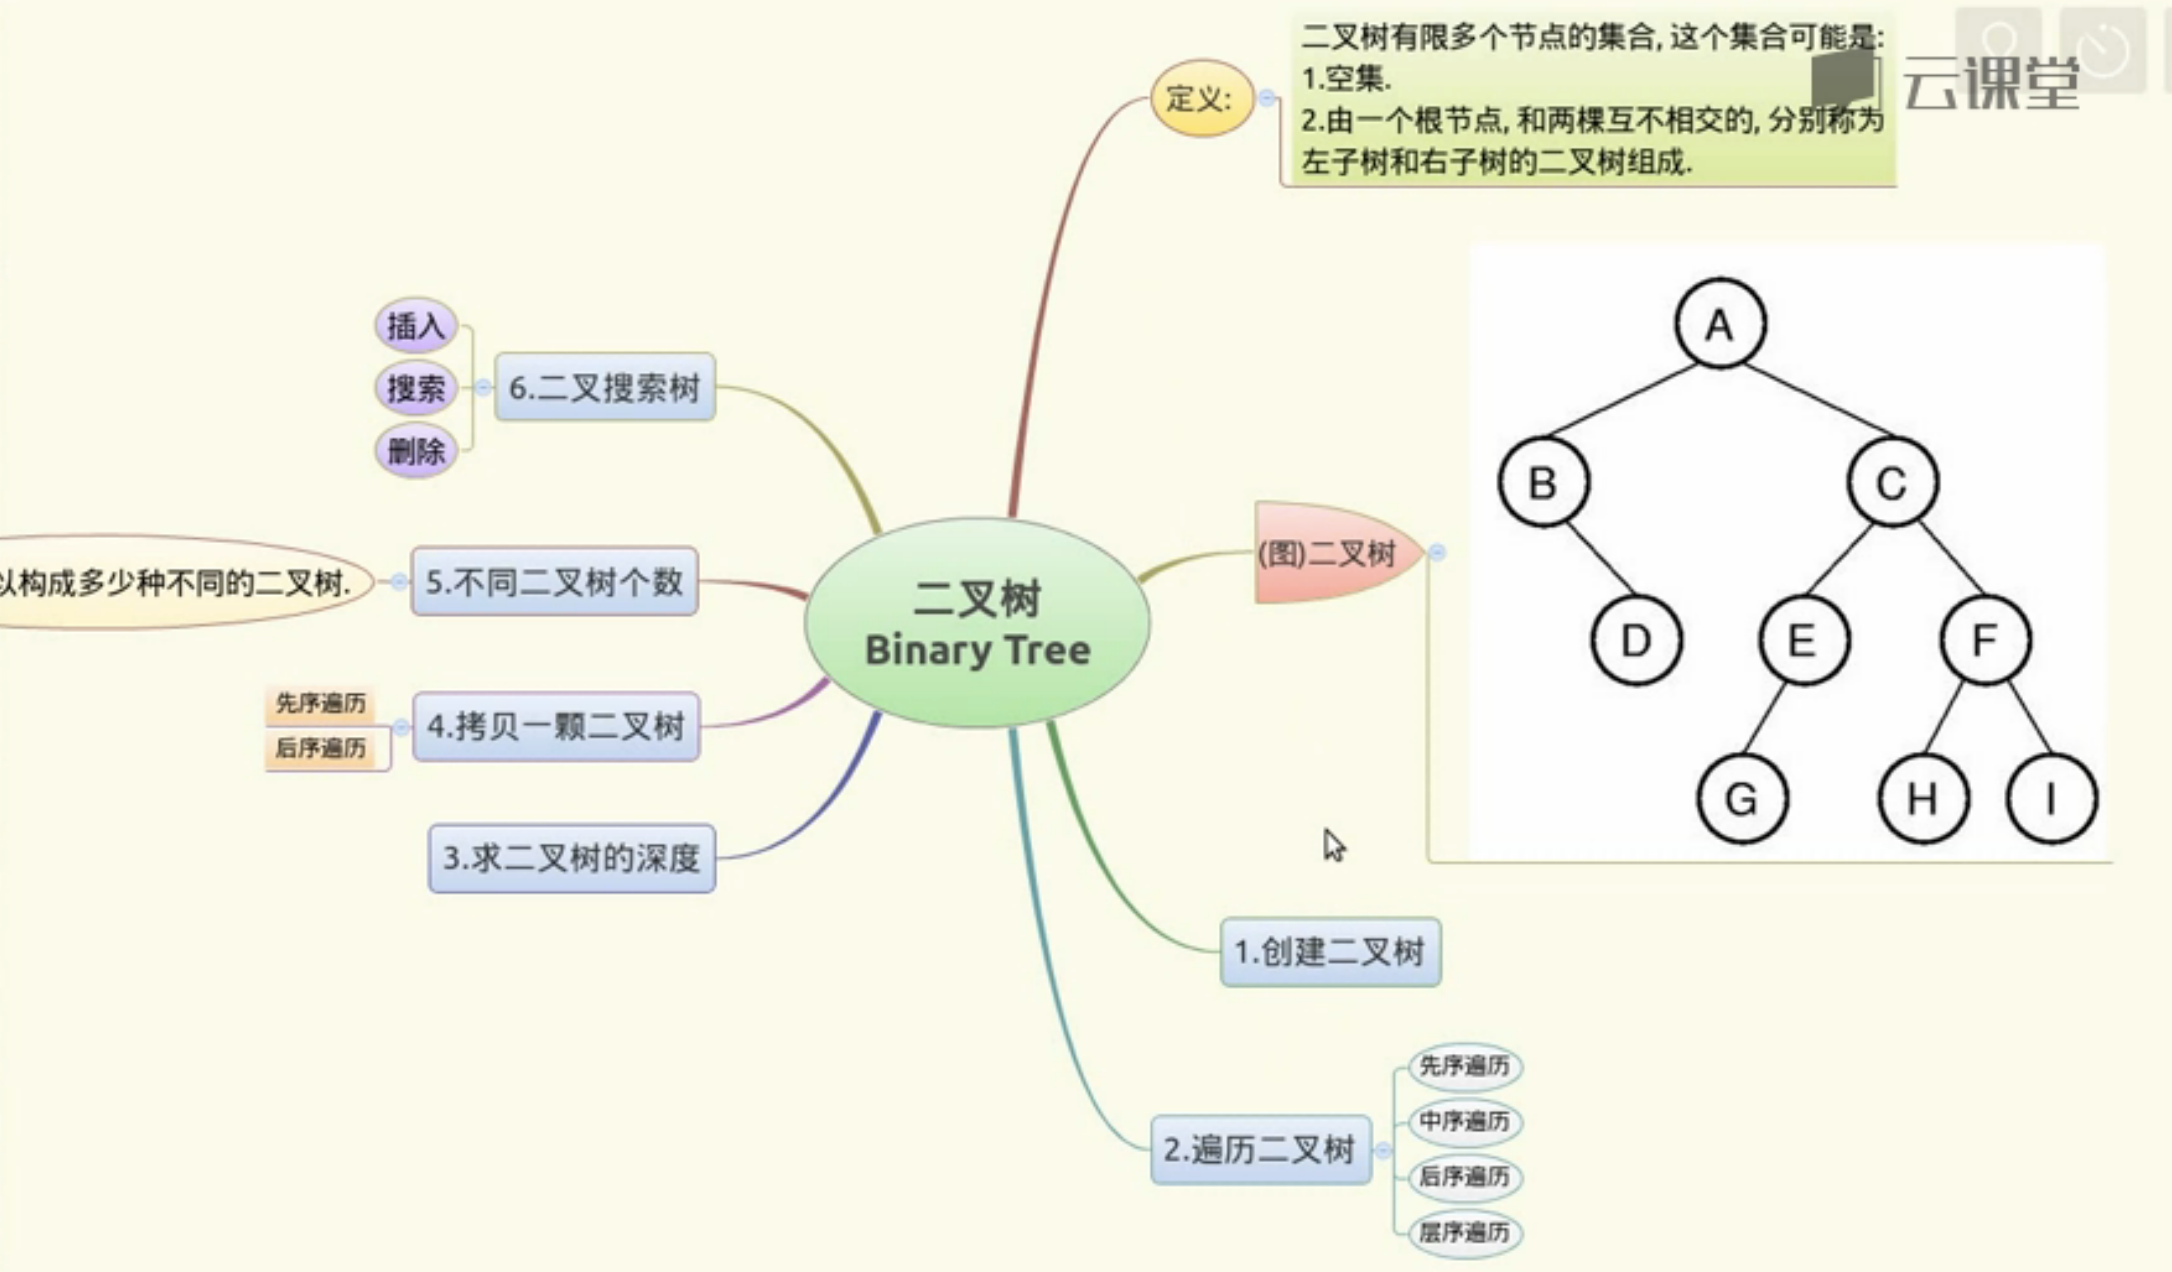 二叉树有限多个节点的集合, 这个集合可能是:
1.空集.
2.由一个根节点, 和两棵互不相交的, 分别称为
左子树和右子树的二叉树组成.
定义:
云课堂
A
B
C
D
E
F
G
H
I
(图)二叉树
二叉树
Binary Tree
1.创建二叉树
2.遍历二叉树
先序遍历
中序遍历
后序遍历
层序遍历
3.求二叉树的深度
4.拷贝一颗二叉树
先序遍历
后序遍历
5.不同二叉树个数
以构成多少种不同的二叉树.
6.二叉搜索树
插入
搜索
删除